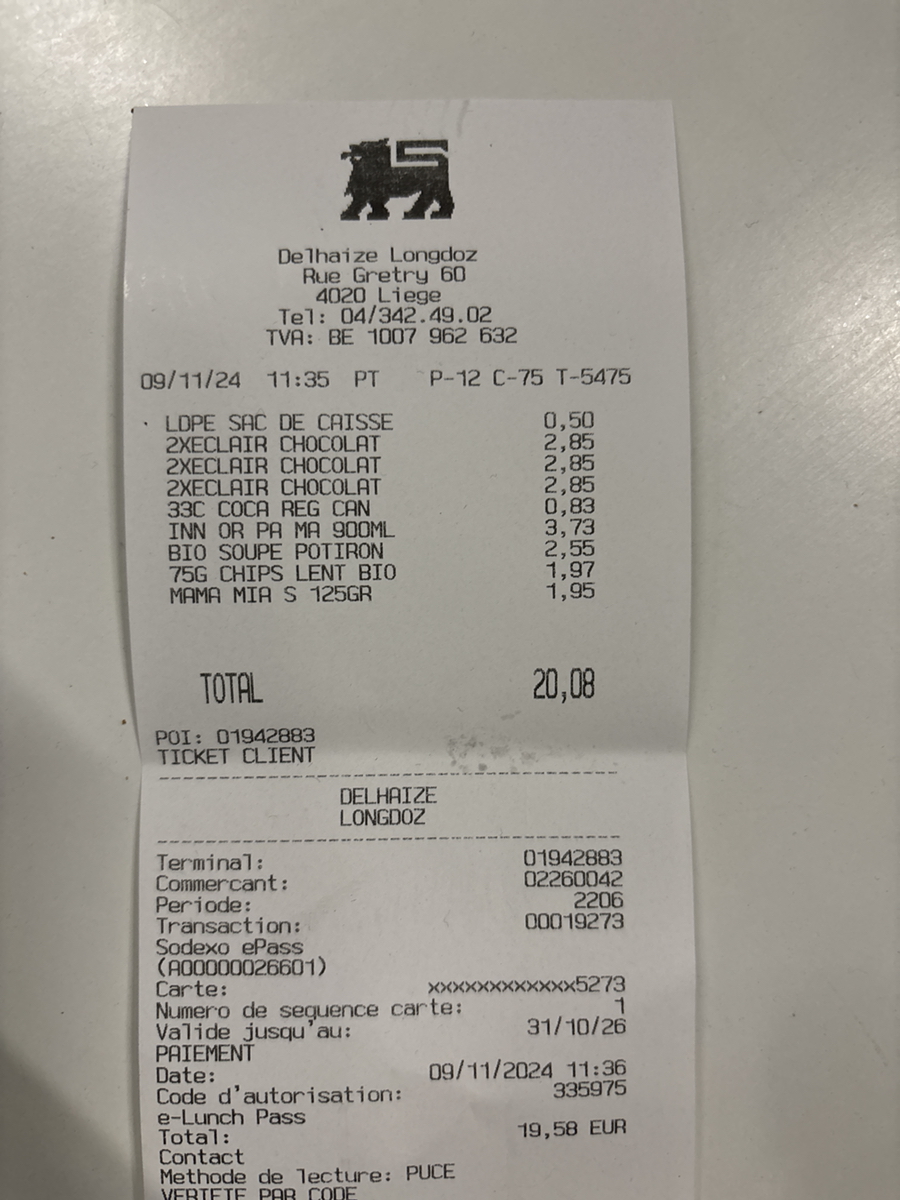 Delhaize Longdoz
Rue Gretry 60
4020 Liege
Tel: 04/342.49.02
TVA: BE 1007 962 632
09/11/24 11:35 PT P-12 C-75 T-5475
LDPE SAC DE CAISSE 0,50
2XECLAIR CHOCOLAT 2,85
2XECLAIR CHOCOLAT 2,85
2XECLAIR CHOCOLAT 2,85
33C COCA REG CAN 0,83
INN OR PA MA 900ML 3,73
BIO SOUPE POTIRON 2,55
75G CHIPS LENT BIO 1,97
MAMA MIA S 125GR 1,95
TOTAL 20,08
POI: 01942883
TICKET CLIENT
DELHAIZE
LONGDOZ
Terminal: 01942883
Commercant: 02260042
Periode: 2206
Transaction: 00019273
Sodexo ePass
(A00000026601)
Carte: xxxxxxxxxxxx5273
Numero de sequence carte: 1
Valide jusqu'au: 31/10/26
PAIEMENT
Date: 09/11/2024 11:36
Code d'autorisation: 335975
e-Lunch Pass
Total: 19,58 EUR
Contact
Methode de lecture: PUCE
VERIFIE PAR CODE